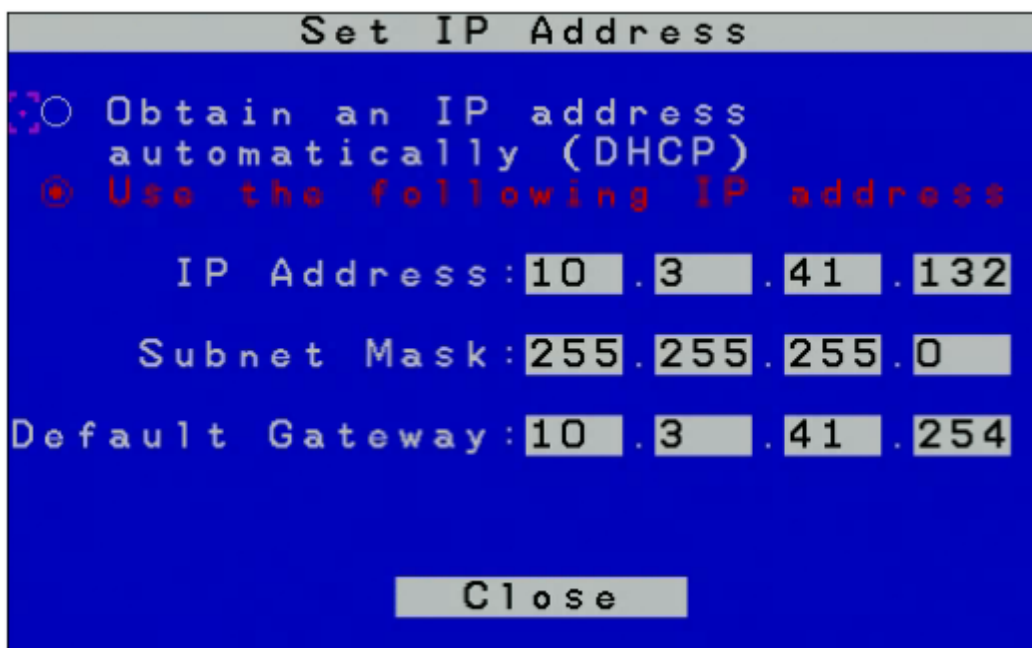 Set IP Address
Obtain an IP address
automatically (DHCP)
Use the following IP address
IP Address:10 .3 .41 .132
Subnet Mask:255.255.255.0
Default Gateway:10 .3 .41 .254
Close